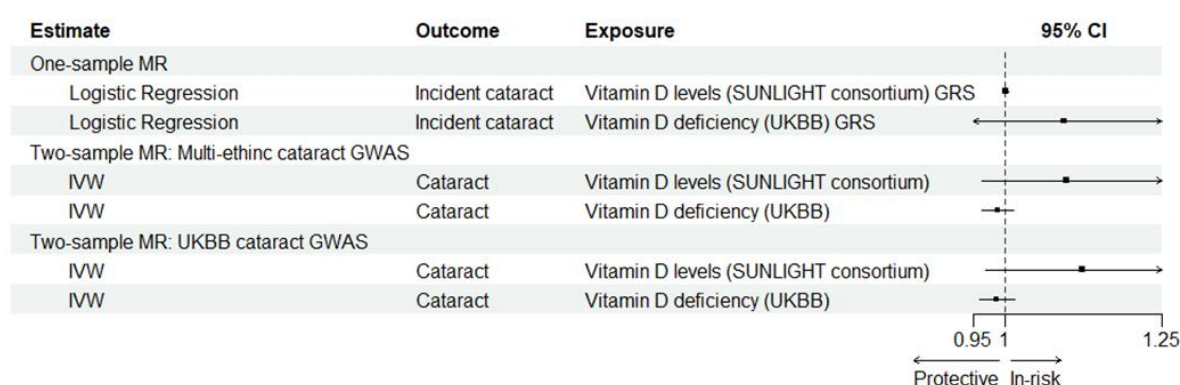 Estimate Outcome Exposure 95% CI
One-sample MR
Logistic Regression Incident cataract Vitamin D levels (SUNLIGHT consortium) GRS
Logistic Regression Incident cataract Vitamin D deficiency (UKBB) GRS
Two-sample MR: Multi-ethinc cataract GWAS
IVW Cataract Vitamin D levels (SUNLIGHT consortium)
IVW Cataract Vitamin D deficiency (UKBB)
Two-sample MR: UKBB cataract GWAS
IVW Cataract Vitamin D levels (SUNLIGHT consortium)
IVW Cataract Vitamin D deficiency (UKBB)
0.95 1 1.25
Protective In-risk